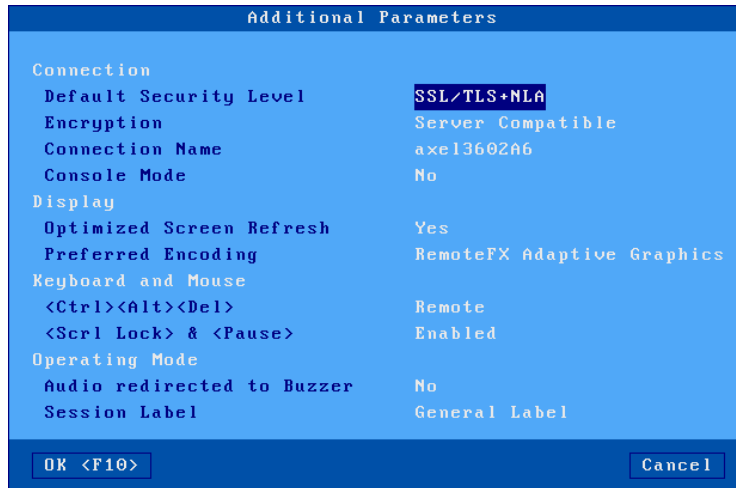 Additional Parameters
Connection
Default Security Level SSL/TLS+NLA
Encryption Server Compatible
Connection Name axel3602A6
Console Mode No
Display
Optimized Screen Refresh Yes
Preferred Encoding RemoteFX Adaptive Graphics
Keyboard and Mouse
<Ctrl><Alt><Del> Remote
<Scrl Lock> & <Pause> Enabled
Operating Mode
Audio redirected to Buzzer No
Session Label General Label
OK <F10> Cancel